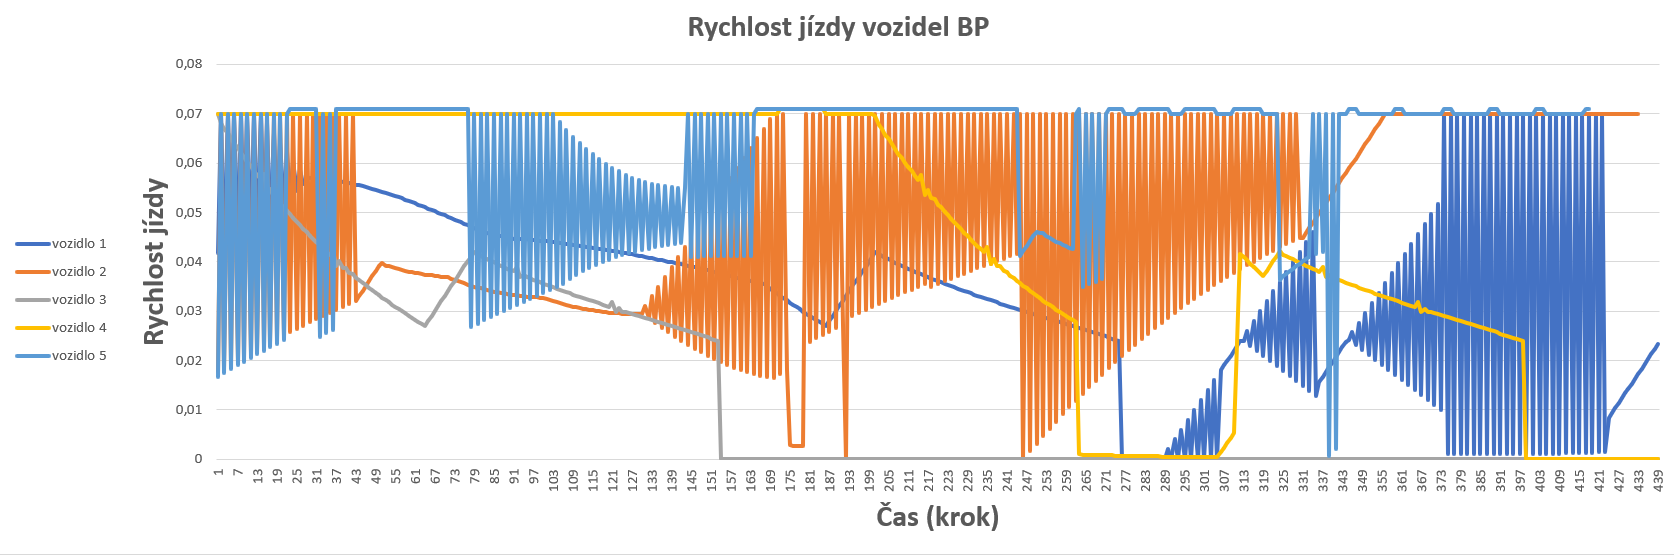 Rychlost jízdy vozidel BP
0,08
0,07
0,06
0,05
0,04
0,03
0,02
0,01
0
Rychlost jízdy
vozidlo 1
vozidlo 2
vozidlo 3
vozidlo 4
vozidlo 5
1 7 13 19 25 31 37 43 49 55 61 67 73 79 85 91 97 103 109 115 121 127 133 139 145 151 157 163 169 175 181 187 193 199 205 211 217 223 229 235 241 247 253 259 265 271 277 283 289 295 301 307 313 319 325 331 337 343 349 355 361 367 373 379 385 391 397 403 409 415 421 427 433 439
Čas (krok)